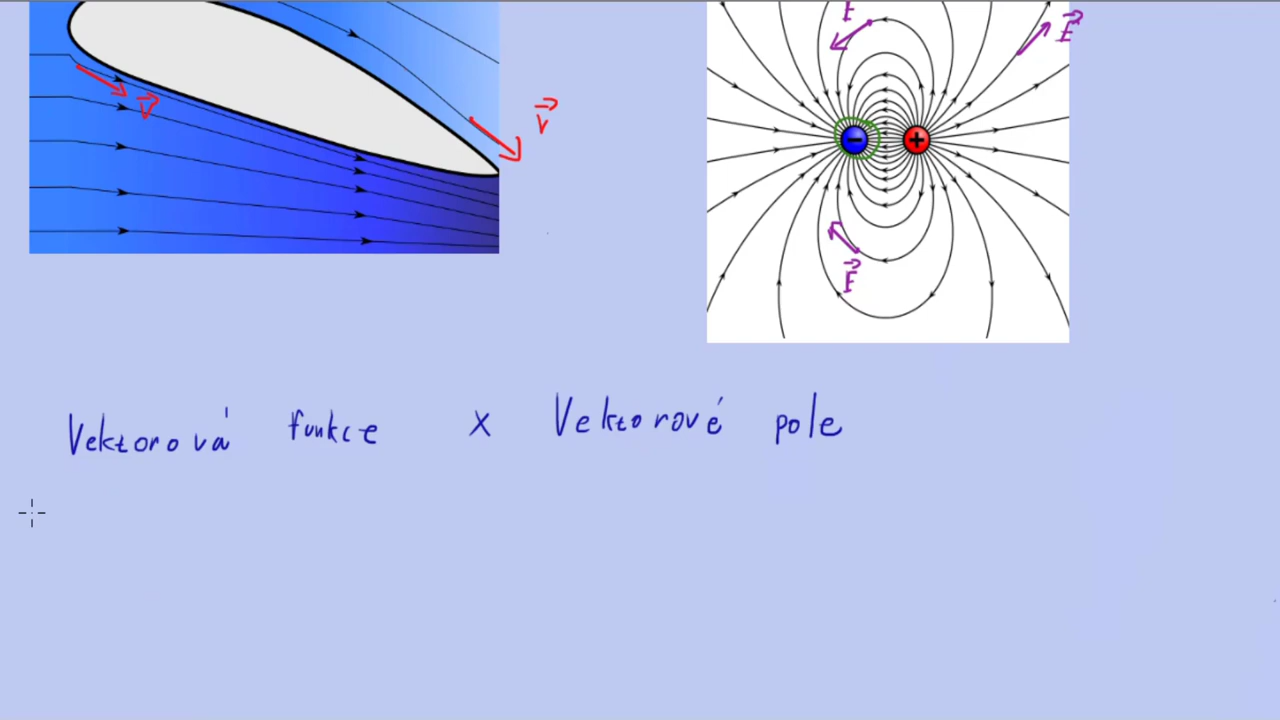 E⃗
E⃗
v⃗
v⃗
- +
E⃗
Vektorová funkce x Vektorové pole